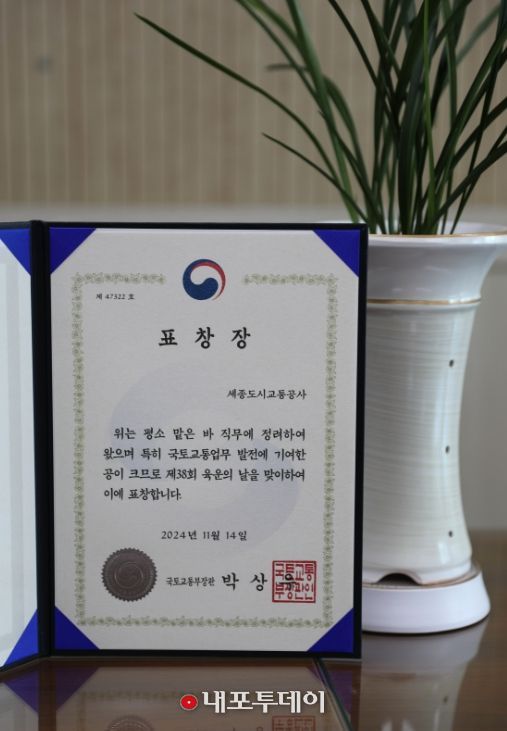 제 47322 호
표 창 장
세종도시교통공사
위는 평소 맡은 바 직무에 정려하여
왔으며 특히 국토교통업무 발전에 기여한
공이 크므로 제38회 육운의 날을 맞이하여
이에 표창합니다.
2024년 11월 14일
국토교통부장관 박 상 우
국토교통
부장관인
내포투데이